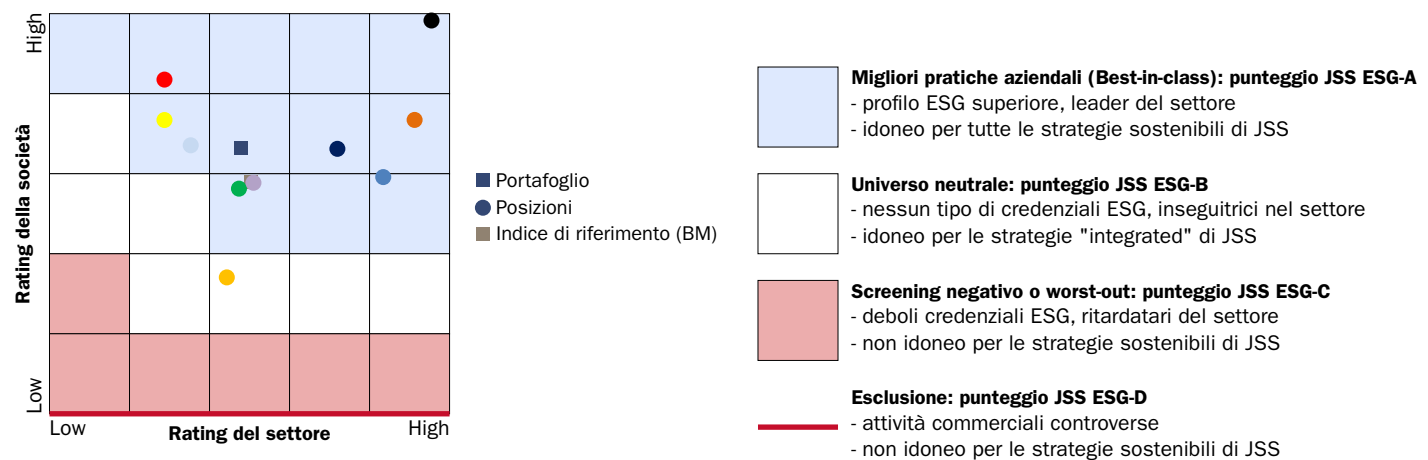 High
Rating della società
Low
Low
Rating del settore
High
Portafoglio
Posizioni
Indice di riferimento (BM)
Migliori pratiche aziendali (Best-in-class): punteggio JSS ESG-A
- profilo ESG superiore, leader del settore
- idoneo per tutte le strategie sostenibili di JSS
Universo neutrale: punteggio JSS ESG-B
- nessun tipo di credenziali ESG, inseguitrici nel settore
- idoneo per le strategie "integrated" di JSS
Screening negativo o worst-out: punteggio JSS ESG-C
- deboli credenziali ESG, ritardatari del settore
- non idoneo per le strategie sostenibili di JSS
Esclusione: punteggio JSS ESG-D
- attività commerciali controverse
- non idoneo per le strategie sostenibili di JSS